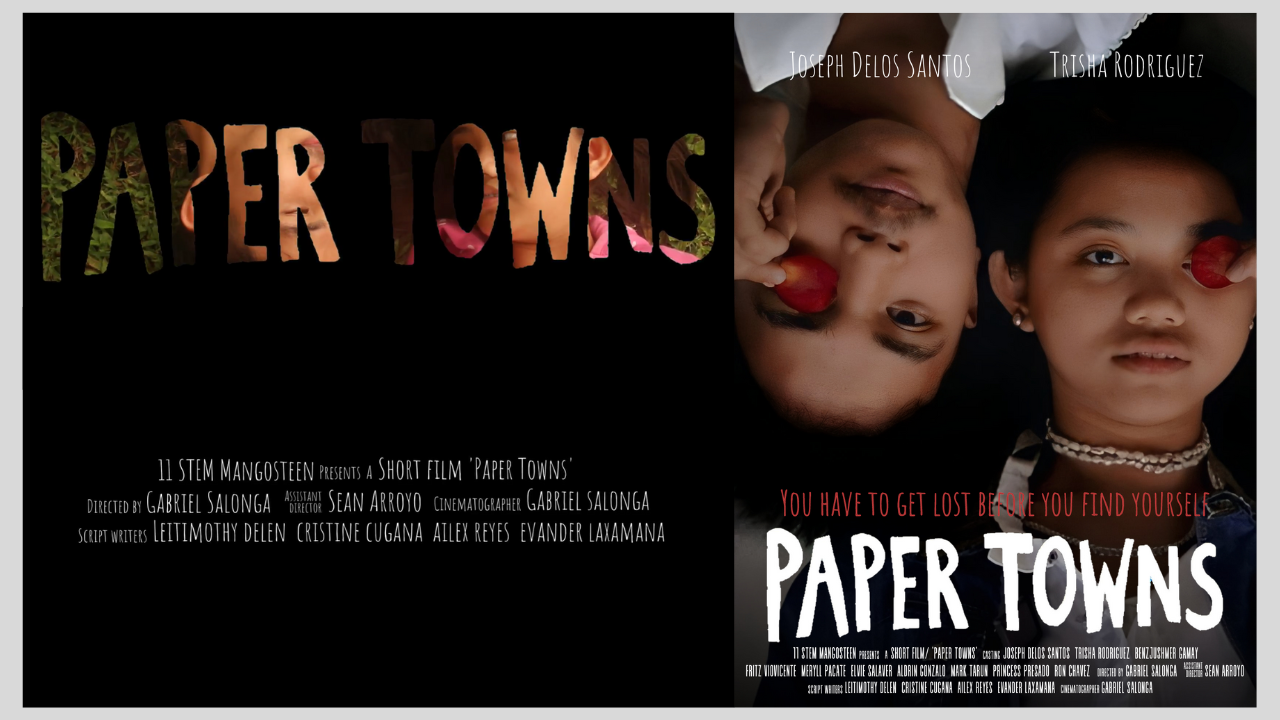 PAPER TOWNS
11 STEM MANGOSTEEN PRESENTS A SHORT FILM 'PAPER TOWNS'
DIRECTED BY GABRIEL SALONGA ASSISTANT DIRECTOR SEAN ARROYO CINEMATOGRAPHER GABRIEL SALONGA
SCRIPT WRITERS LEITIMOTHY DELEN CRISTINE CUGANA AILEX REYES EVANDER LAXAMANA
JOSEPH DELOS SANTOS TRISHA RODRIGUEZ
YOU HAVE TO GET LOST BEFORE YOU FIND YOURSELF
PAPER TOWNS
11 STEM MANGOSTEEN PRESENTS A SHORT FILM/ 'PAPER TOWNS' CASTING JOSEPH DELOS SANTOS TRISHA RODRIGUEZ BENZJOSHMER GAMAY
FRITZ VIOVICENTE MERYLL PACATE ELVIE SALAVER ALDRIN GONZALO MARK TARUN PRINCESS PRESADO RON CHAVEZ DIRECTED BY GABRIEL SALONGA ASSISTANT DIRECTOR SEAN ARROYO
SCRIPT WRITERS LEITIMOTHY DELEN CRISTINE CUGANA AILEX REYES EVANDER LAXAMANA CINEMATOGRAPHER GABRIEL SALONGA